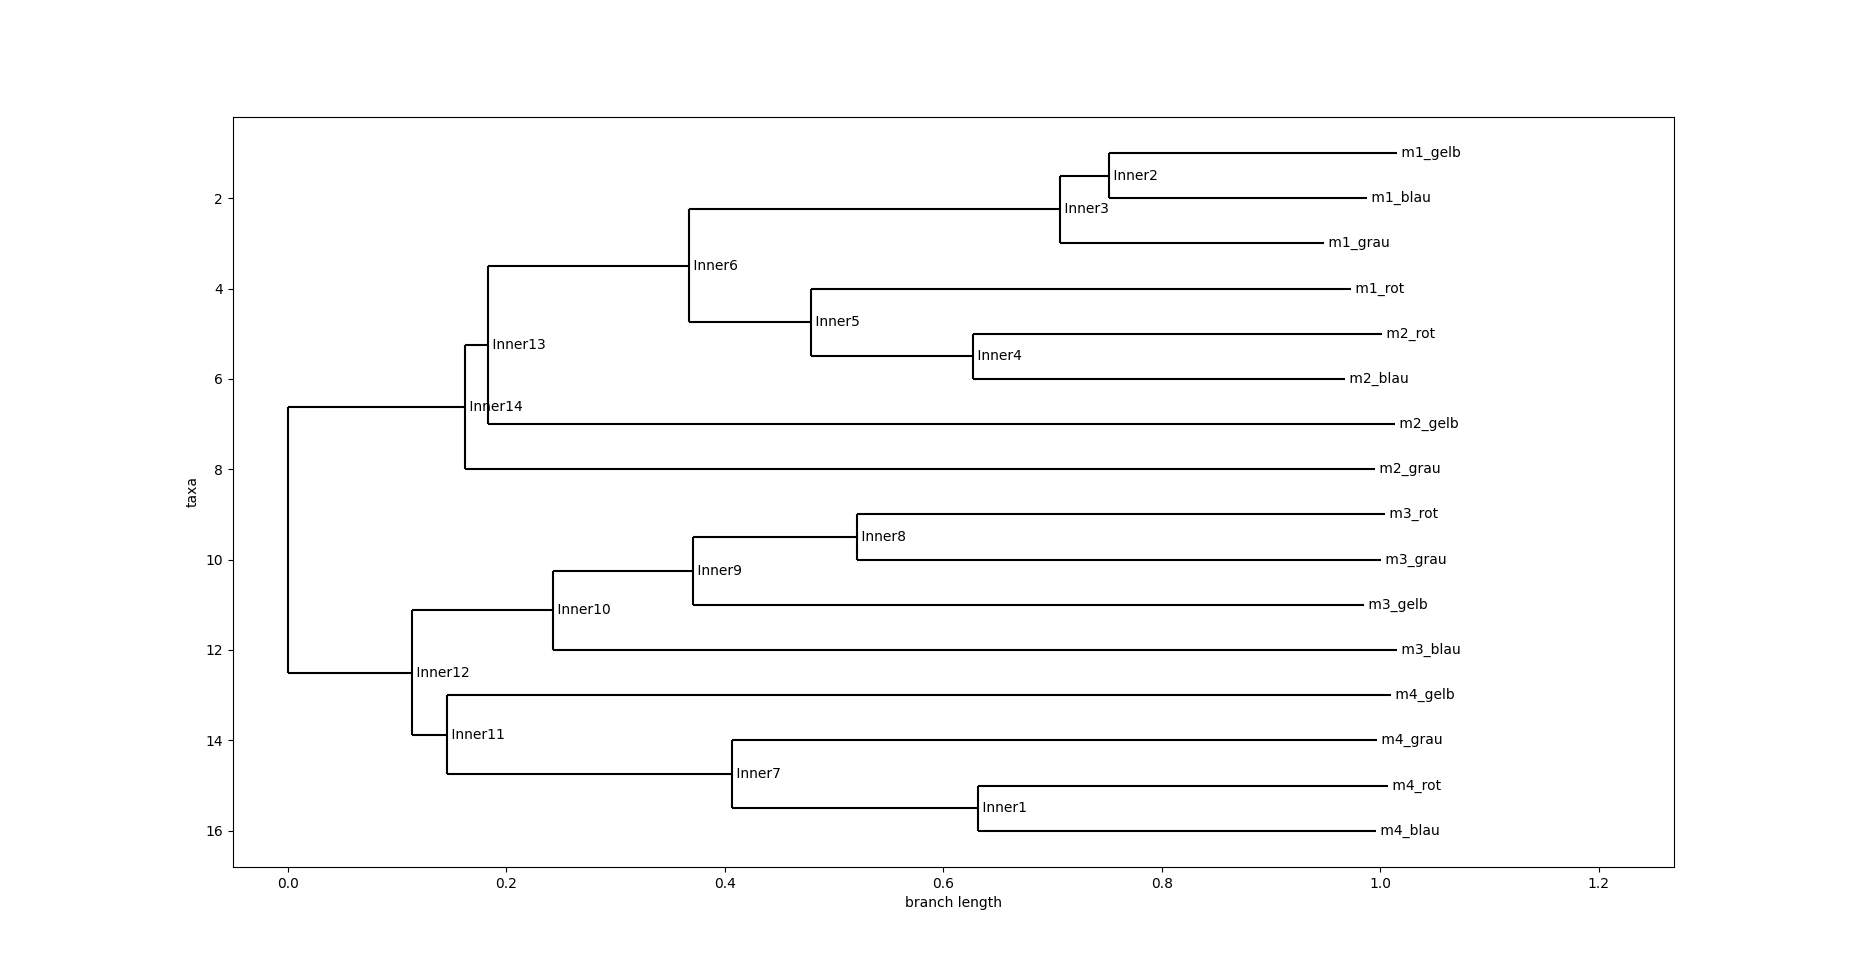 m1_gelb
Inner2
2
m1_blau
Inner3
m1_grau
Inner6
4
m1_rot
Inner5
m2_rot
Inner13
Inner4
6
m2_blau
Inner14
m2_gelb
8
m2_grau
taxa
m3_rot
Inner8
10
m3_grau
Inner9
m3_gelb
Inner10
12
m3_blau
Inner12
m4_gelb
Inner11
14
m4_grau
Inner7
m4_rot
Inner1
16
m4_blau
0.0 0.2 0.4 0.6 0.8 1.0 1.2
branch length